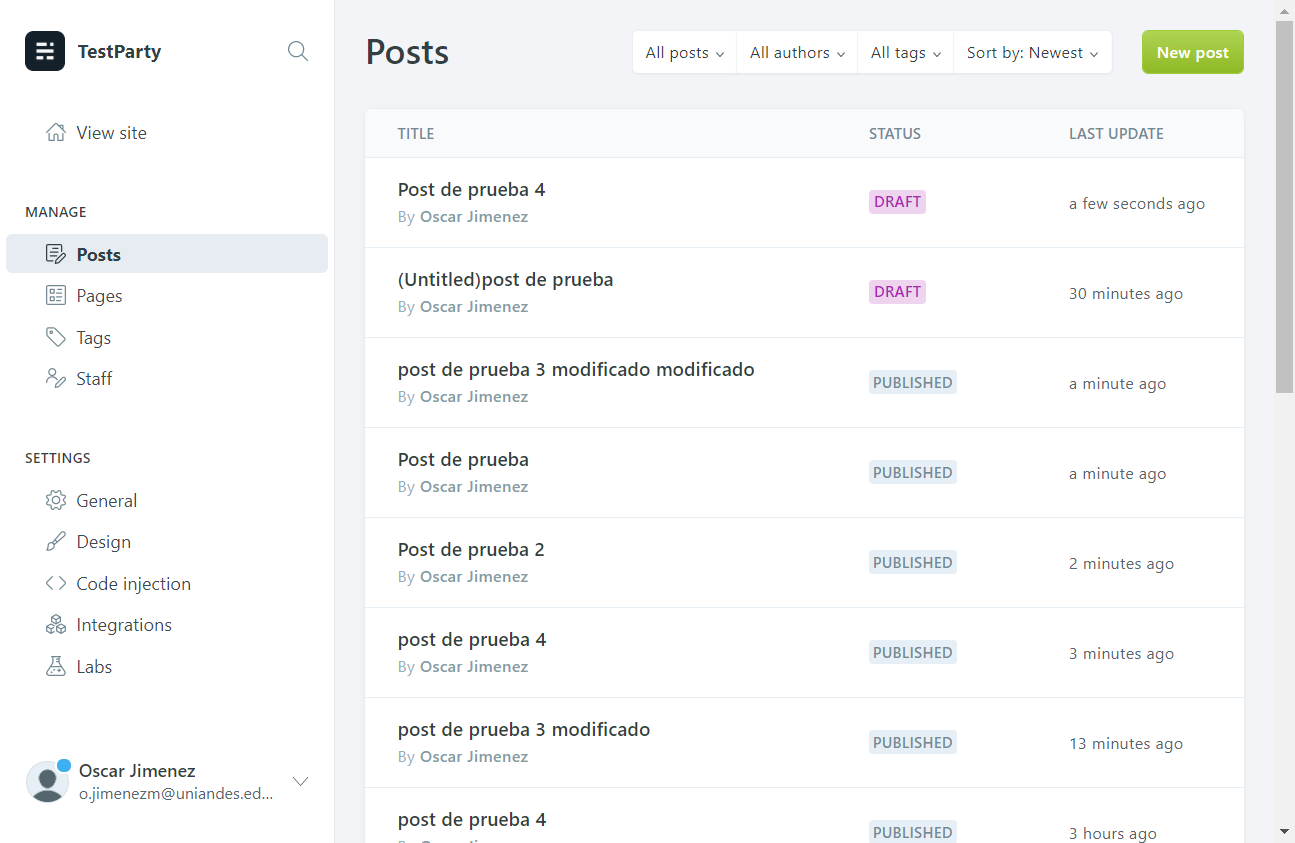 TestParty
View site
MANAGE
Posts
Pages
Tags
Staff
SETTINGS
General
Design
Code injection
Integrations
Labs
Oscar Jimenez
o.jimenezm@uniandes.ed...
Posts
All posts
All authors
All tags
Sort by: Newest
New post
TITLE STATUS LAST UPDATE
Post de prueba 4
By Oscar Jimenez
DRAFT
a few seconds ago
(Untitled)post de prueba
By Oscar Jimenez
DRAFT
30 minutes ago
post de prueba 3 modificado modificado
By Oscar Jimenez
PUBLISHED
a minute ago
Post de prueba
By Oscar Jimenez
PUBLISHED
a minute ago
Post de prueba 2
By Oscar Jimenez
PUBLISHED
2 minutes ago
post de prueba 4
By Oscar Jimenez
PUBLISHED
3 minutes ago
post de prueba 3 modificado
By Oscar Jimenez
PUBLISHED
13 minutes ago
post de prueba 4
PUBLISHED
3 hours ago